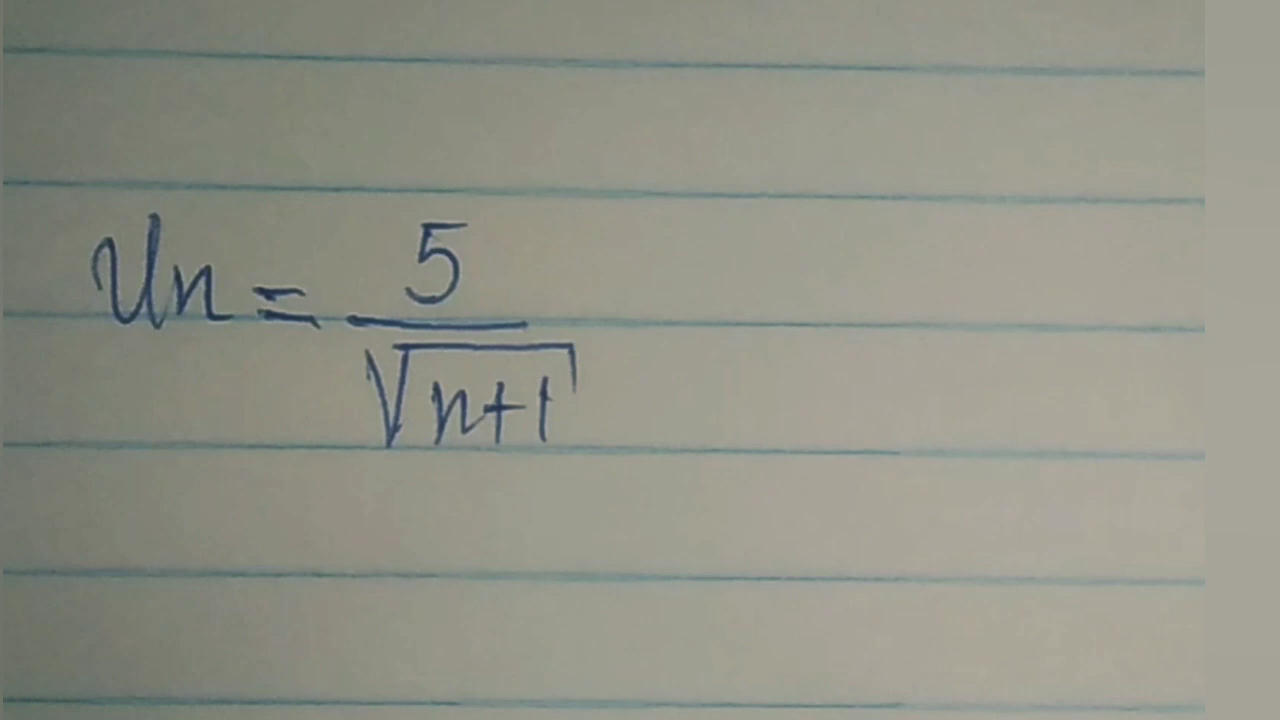 Un = 5/√(n+1)